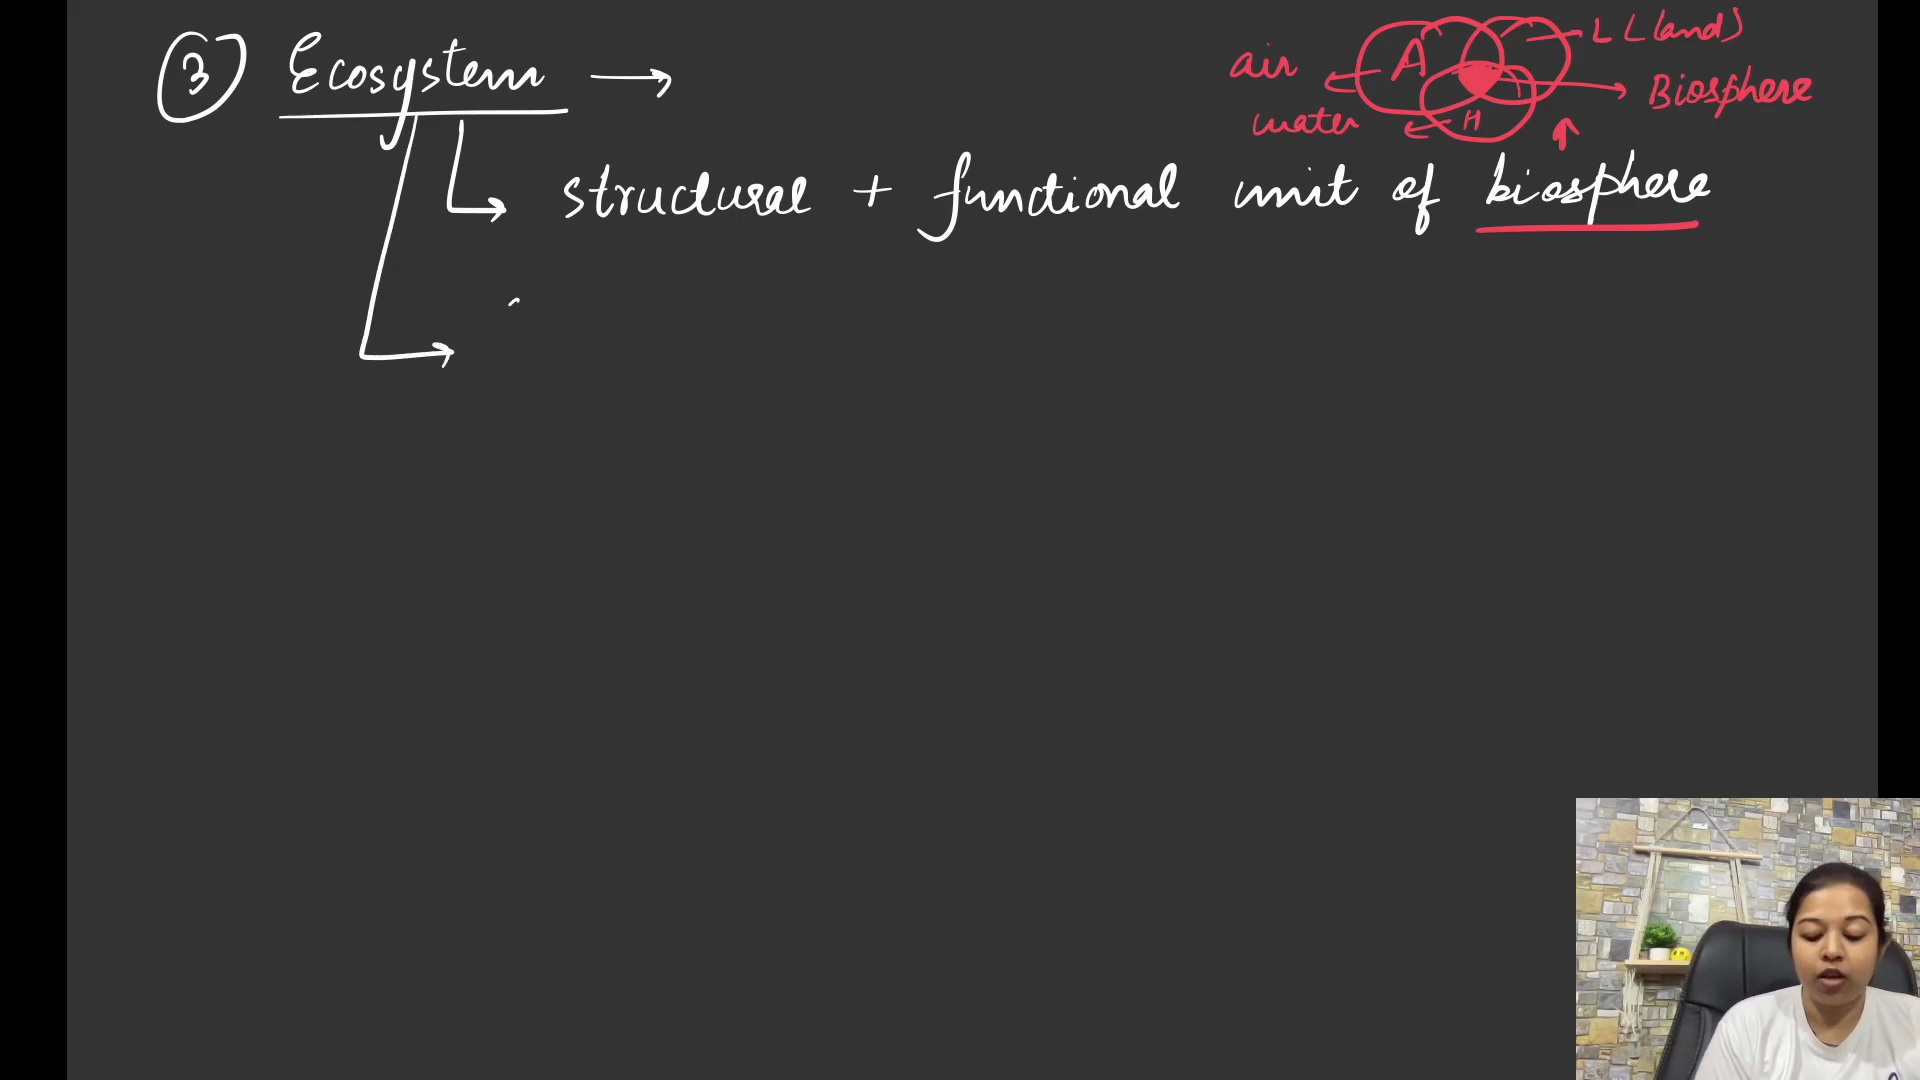 ③ Ecosystem →
air A L (land)
Biosphere
water H
structural + functional unit of biosphere